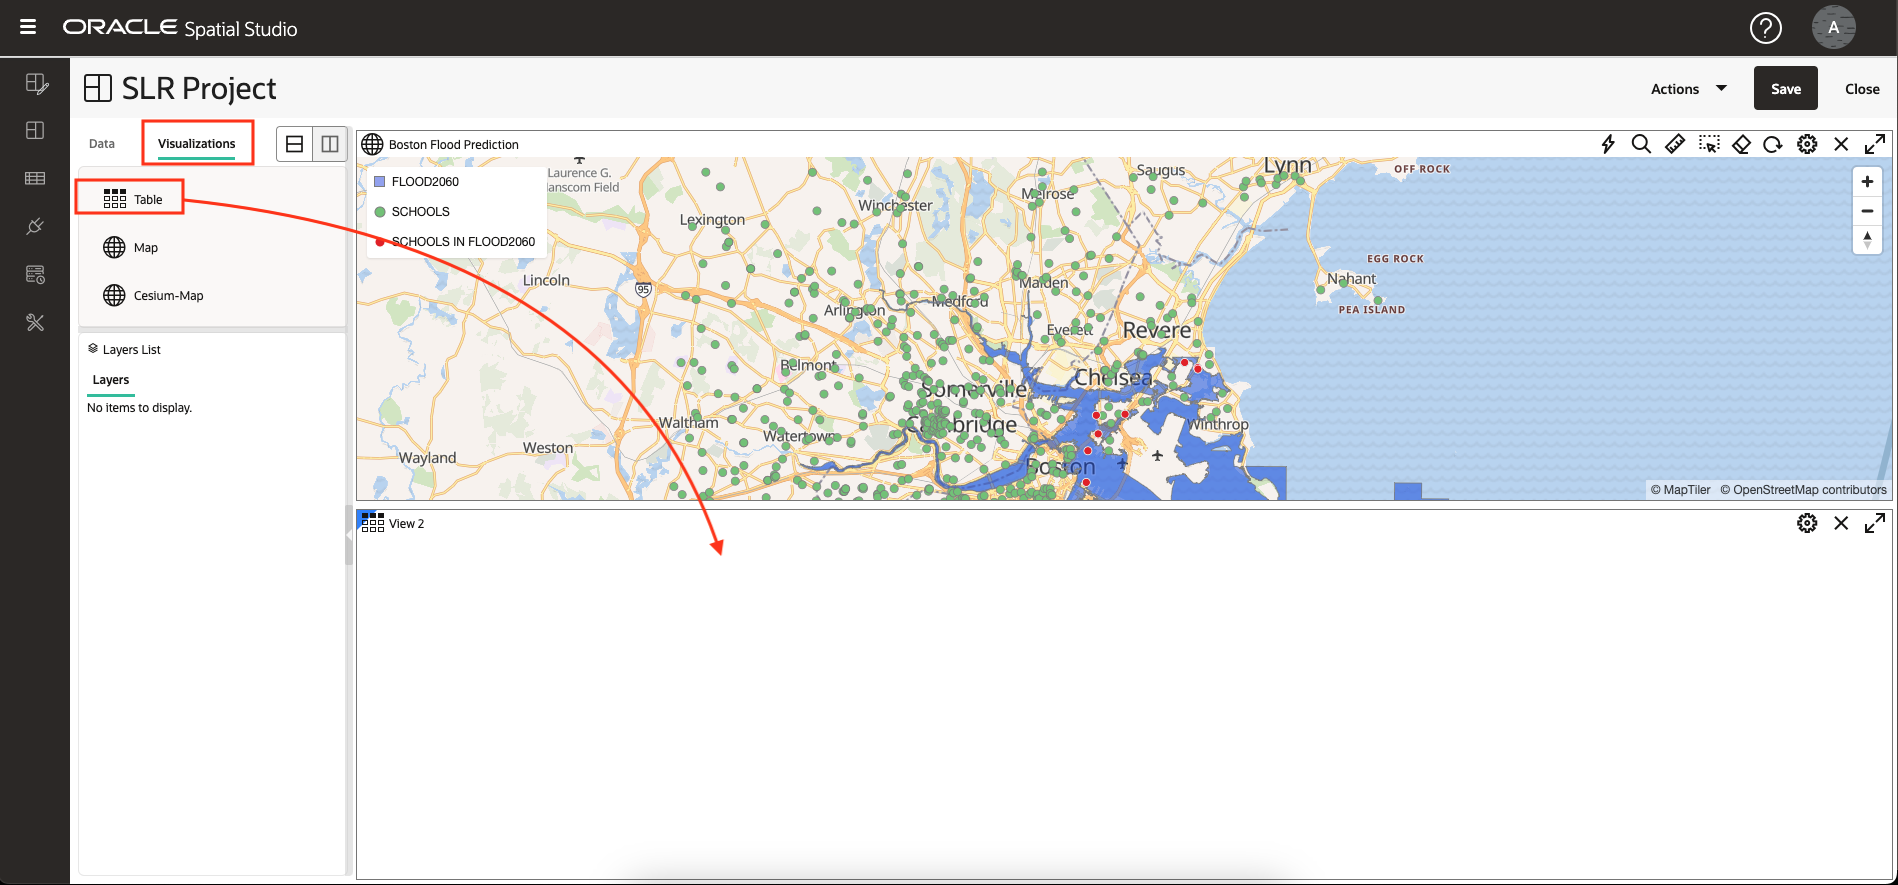 ORACLE Spatial Studio
A
SLR Project
Actions
Save
Close
Data
Visualizations
Table
Map
Cesium-Map
Layers List
Layers
No items to display.
Boston Flood Prediction
FLOOD2060
SCHOOLS
SCHOOLS IN FLOOD2060
Laurence G.
Hanscom Field
Lexington
Winchester
Melrose
Saugus
Lynn
OFF ROCK
Lincoln
95
Arlington
Medford
Malden
EGG ROCK
Nahant
PEA ISLAND
Everett
Revere
Belmont
Somerville
Chelsea
Waltham
Watertown
Cambridge
Winthrop
Weston
Wayland
Boston
© MapTiler © OpenStreetMap contributors
View 2